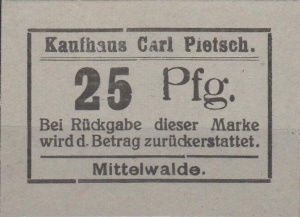 Kaufhaus Carl Pietsch.
25 Pfg.
Bei Rückgabe dieser Marke
wird d. Betrag zurückerstattet.
Mittelwalde.